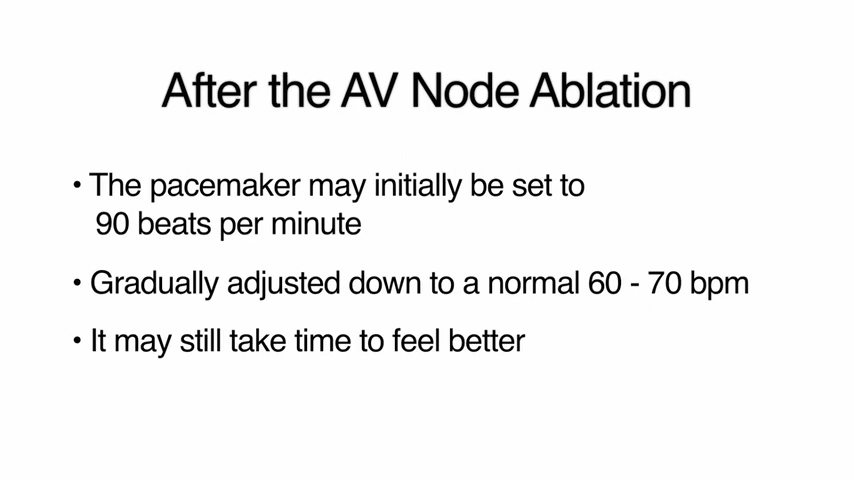 After the AV Node Ablation
• The pacemaker may initially be set to
90 beats per minute
• Gradually adjusted down to a normal 60 - 70 bpm
• It may still take time to feel better